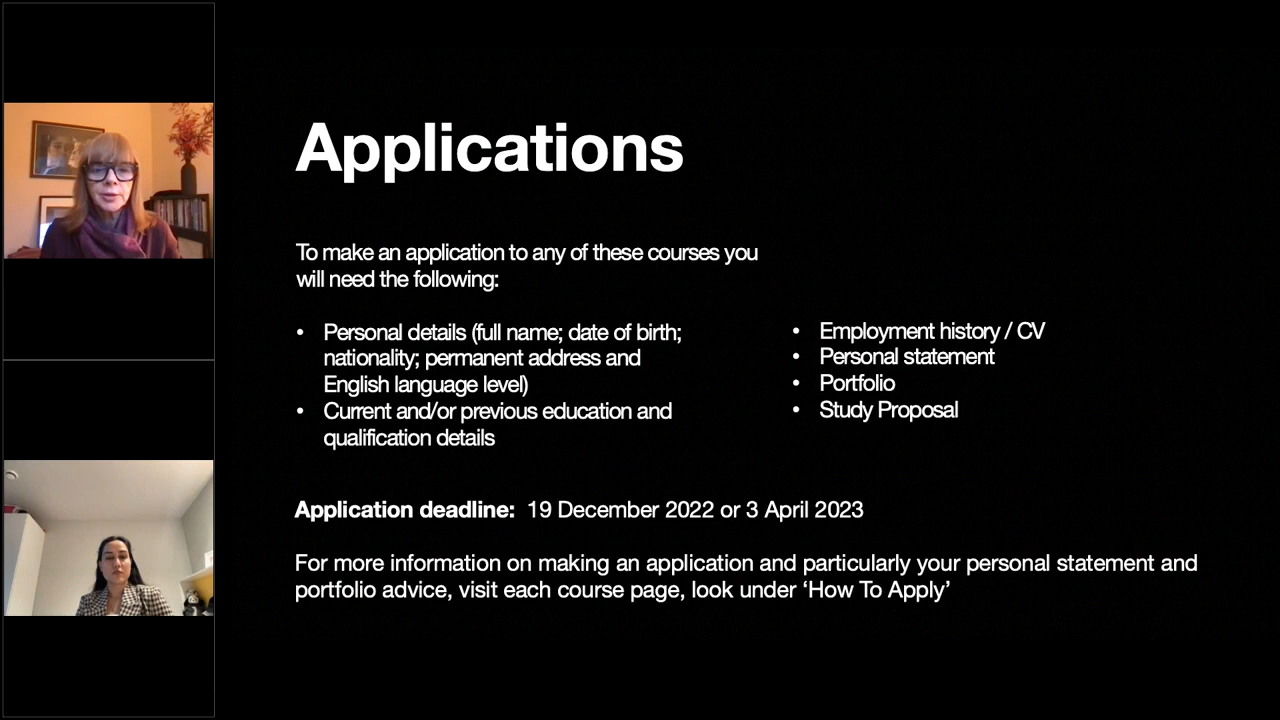 Applications
To make an application to any of these courses you
will need the following:
• Personal details (full name; date of birth;
nationality; permanent address and
English language level)
• Current and/or previous education and
qualification details
• Employment history / CV
• Personal statement
• Portfolio
• Study Proposal
Application deadline: 19 December 2022 or 3 April 2023
For more information on making an application and particularly your personal statement and
portfolio advice, visit each course page, look under ‘How To Apply’